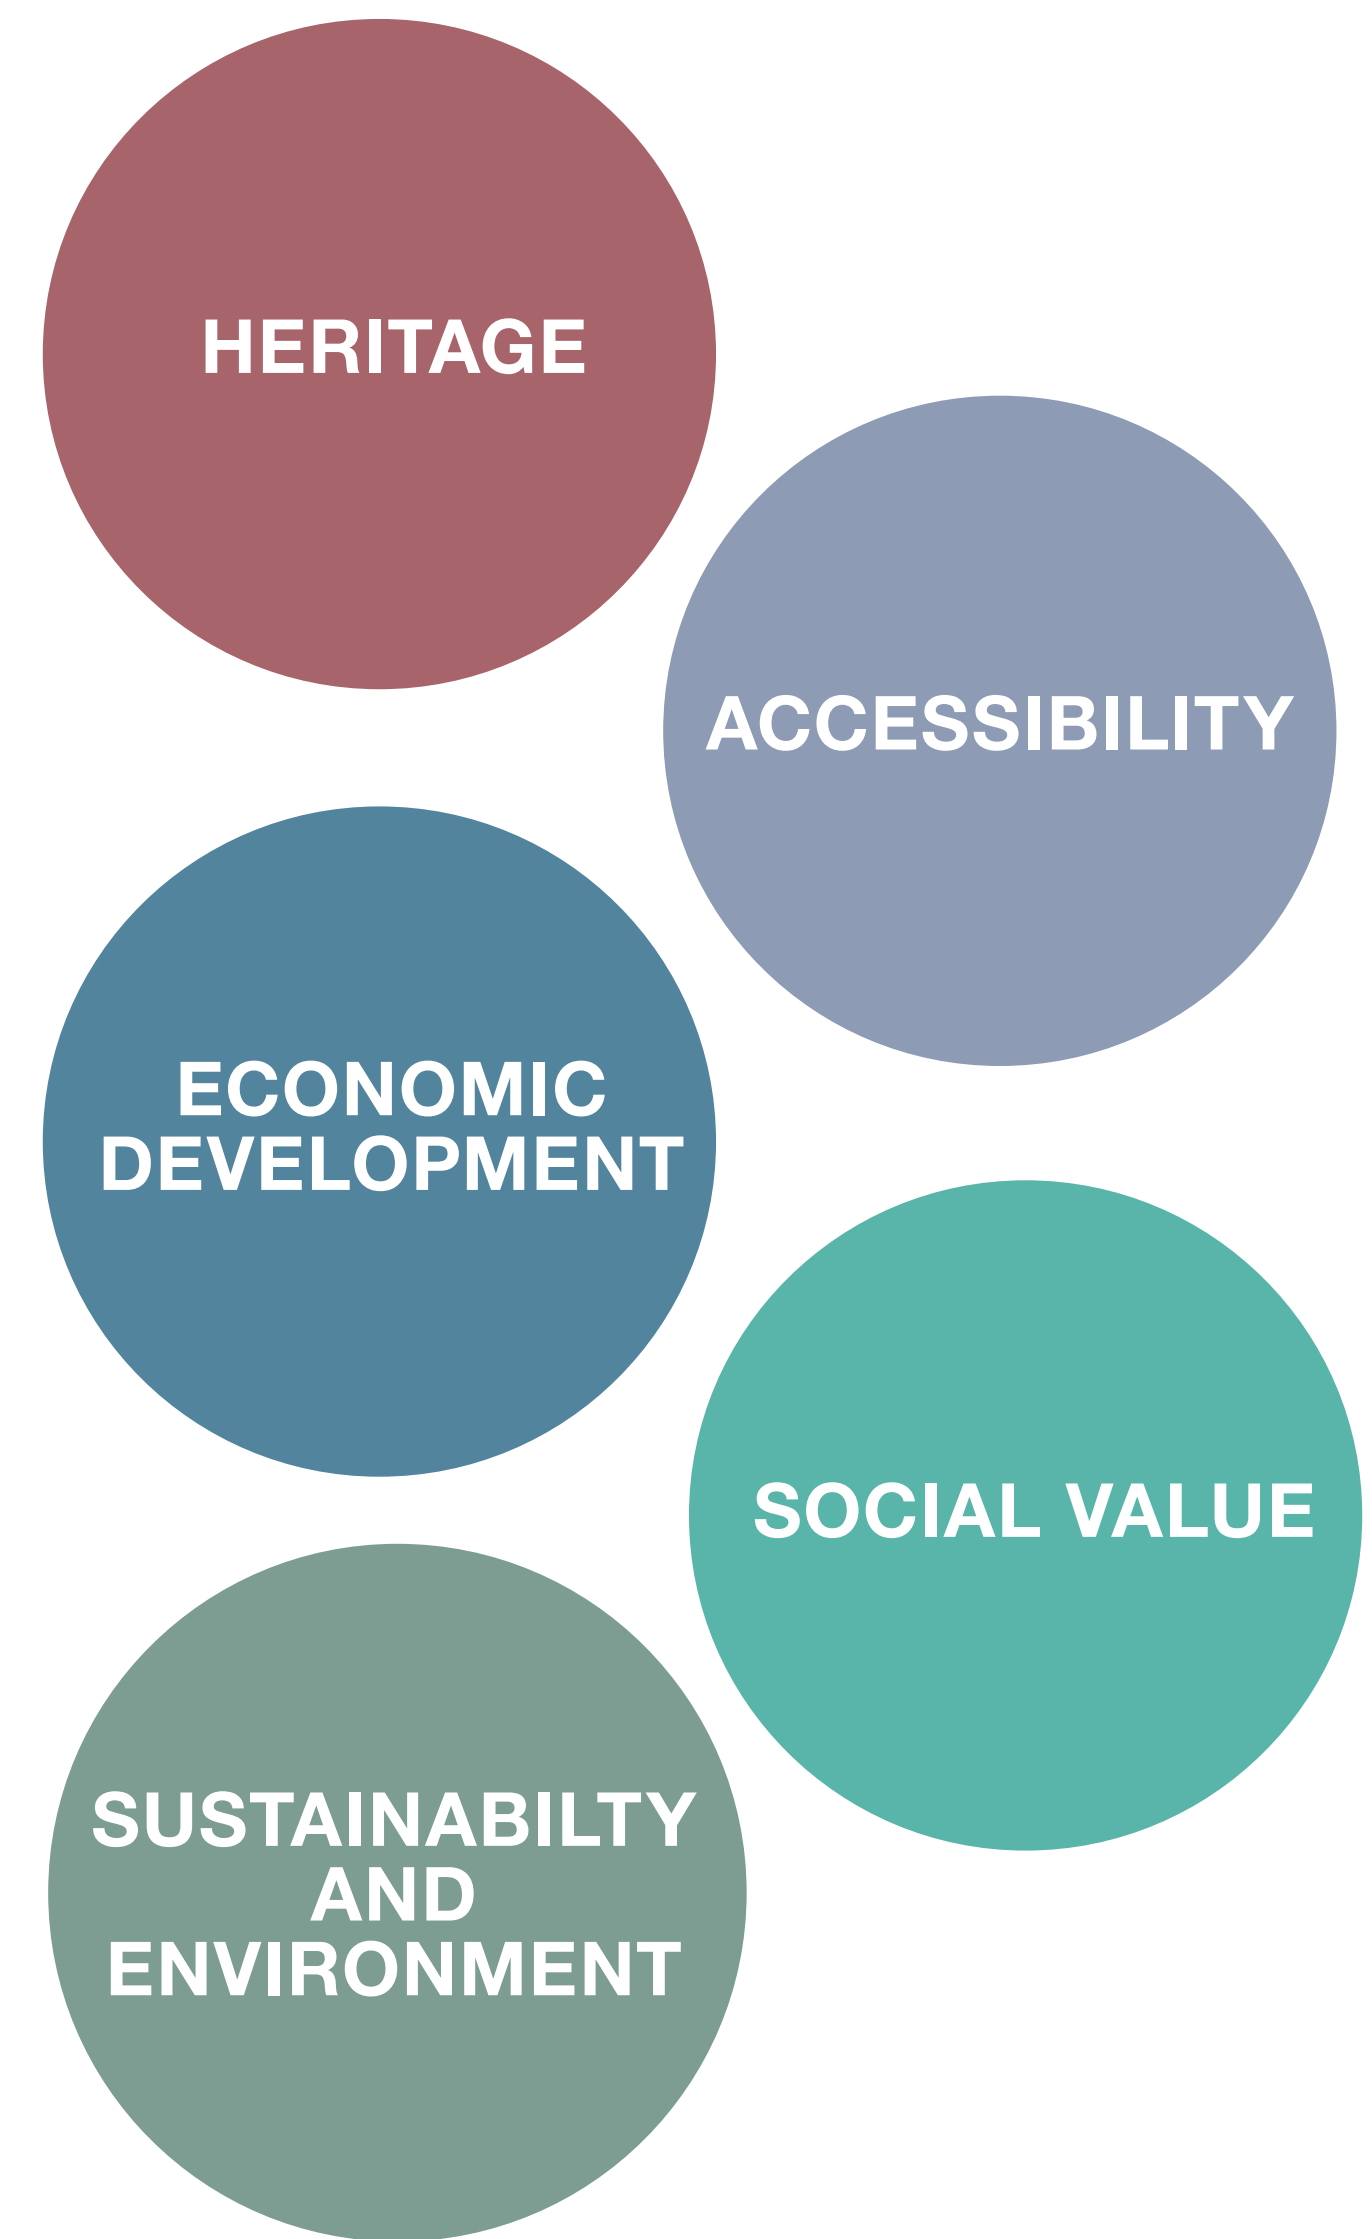 HERITAGE
ACCESSIBILITY
ECONOMIC
DEVELOPMENT
SOCIAL VALUE
SUSTAINABILTY
AND
ENVIRONMENT